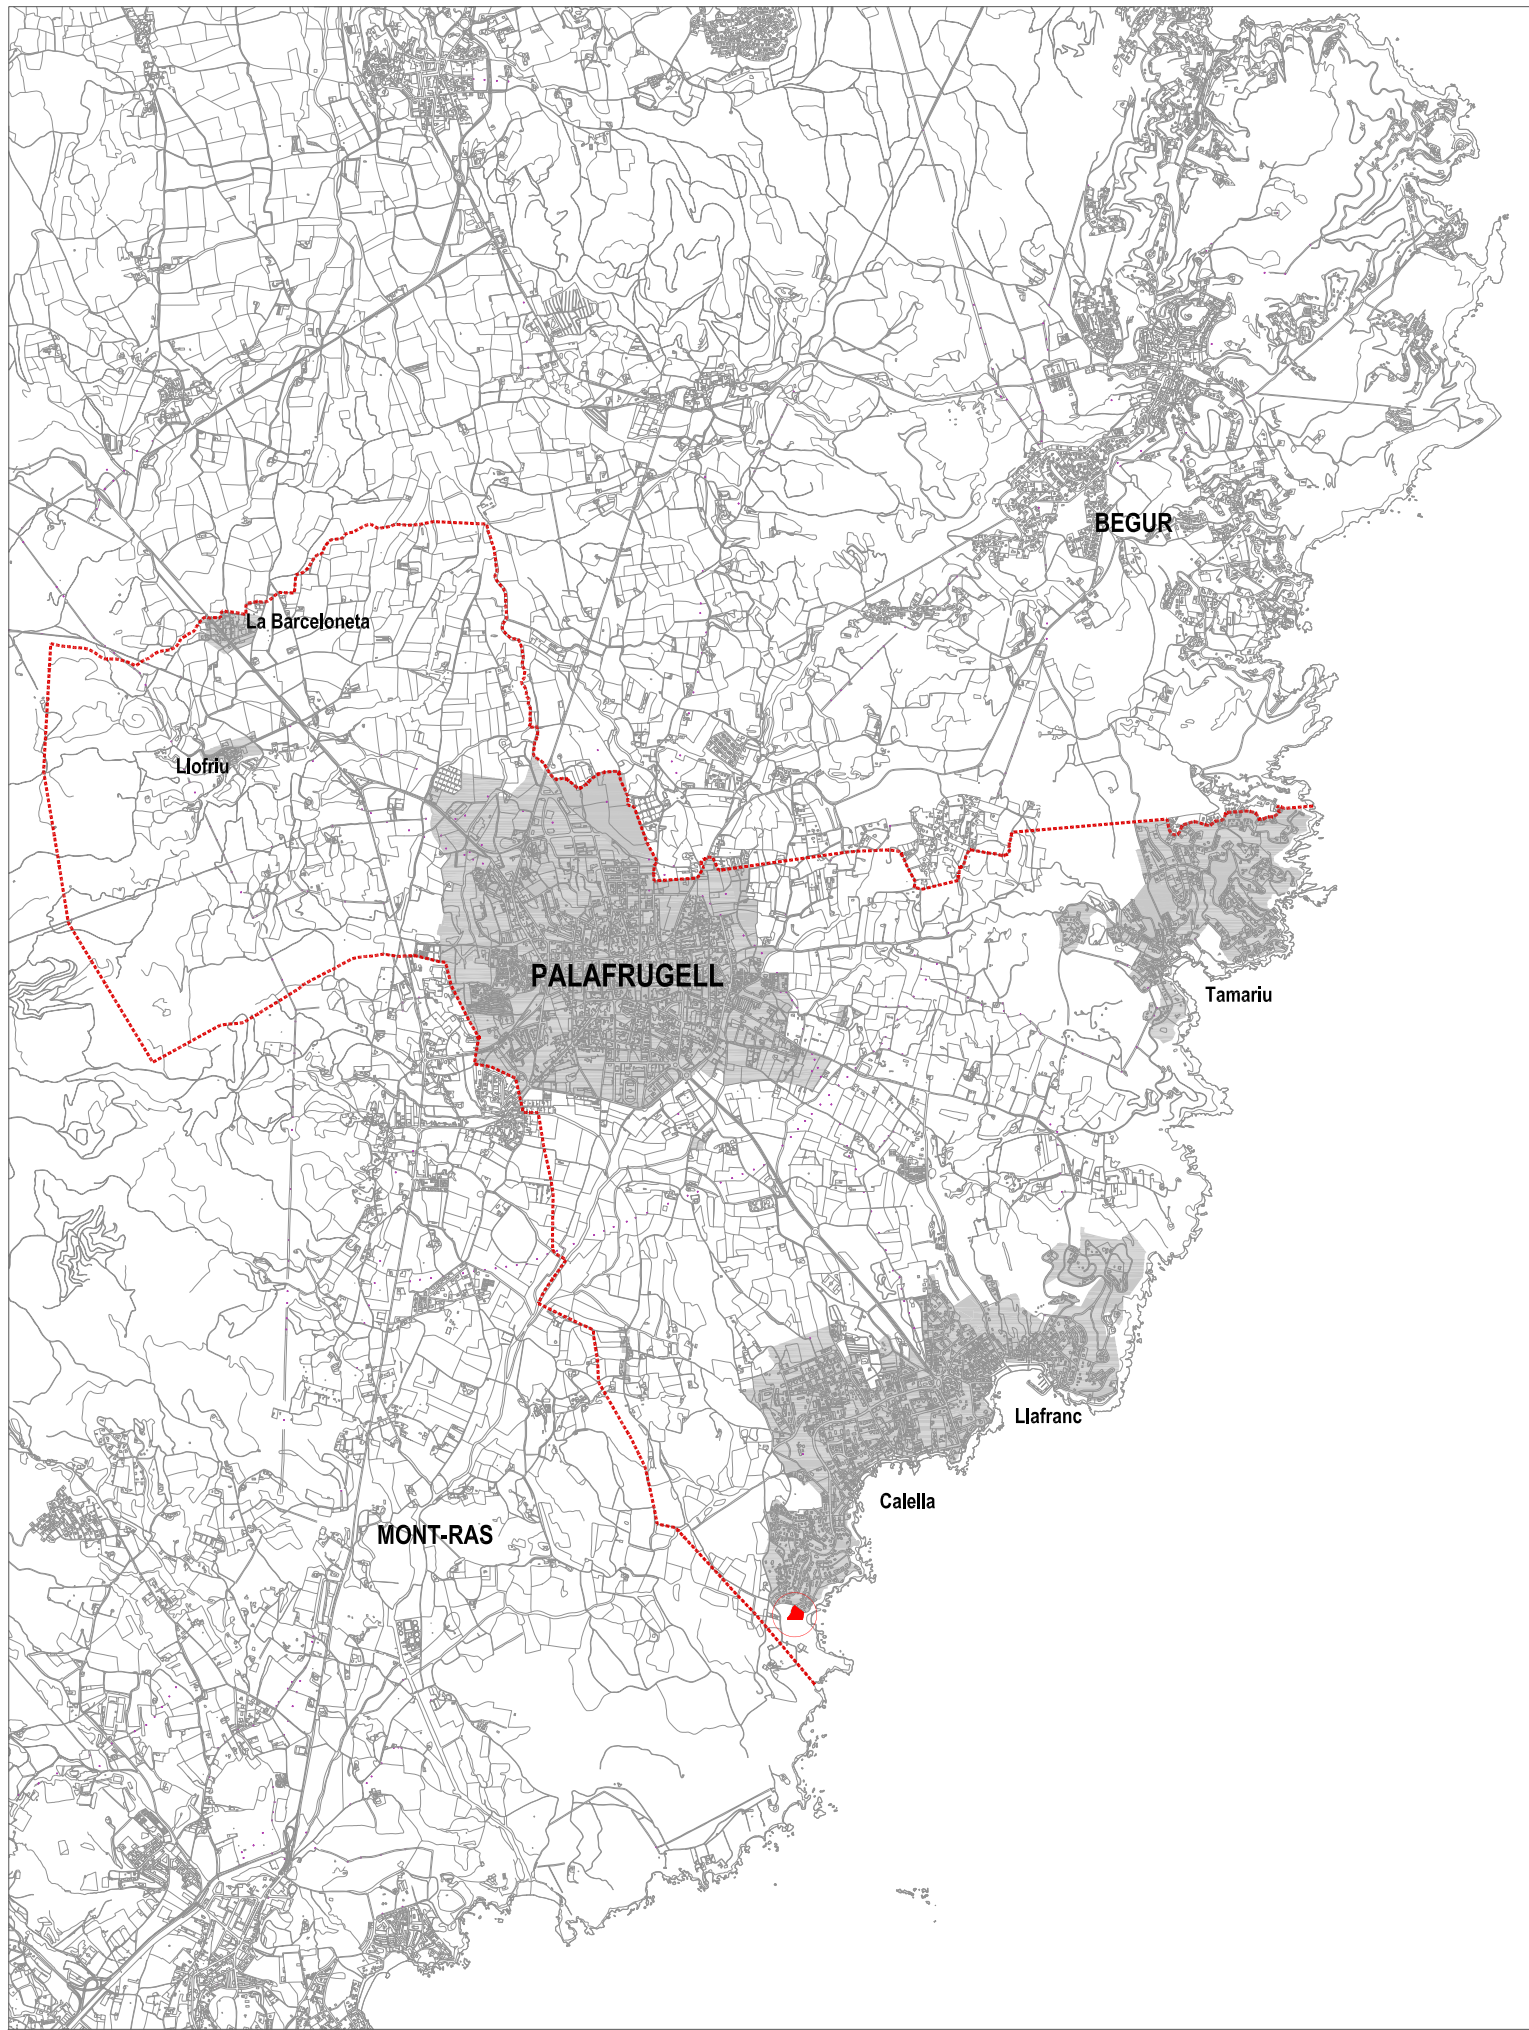 BEGUR
La Barceloneta
Llofriu
PALAFRUGELL
Tamariu
Llafranc
Calella
MONT-RAS